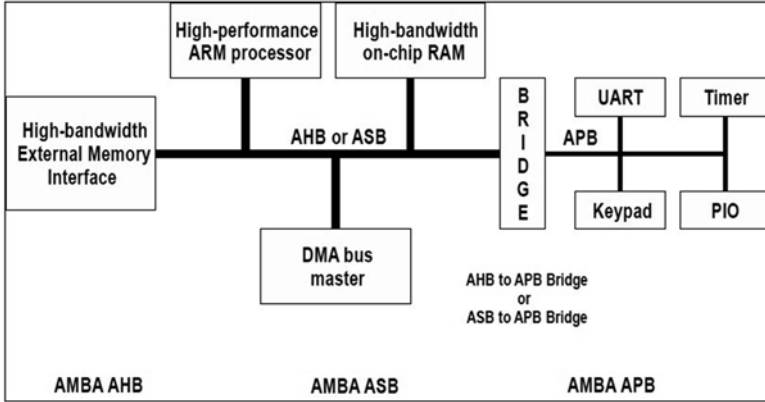 High-performance
ARM processor
High-bandwidth
on-chip RAM
High-bandwidth
External Memory
Interface
AHB or ASB
B
R
I
D
G
E
APB
UART
Timer
Keypad
PIO
DMA bus
master
AHB to APB Bridge
or
ASB to APB Bridge
AMBA AHB
AMBA ASB
AMBA APB